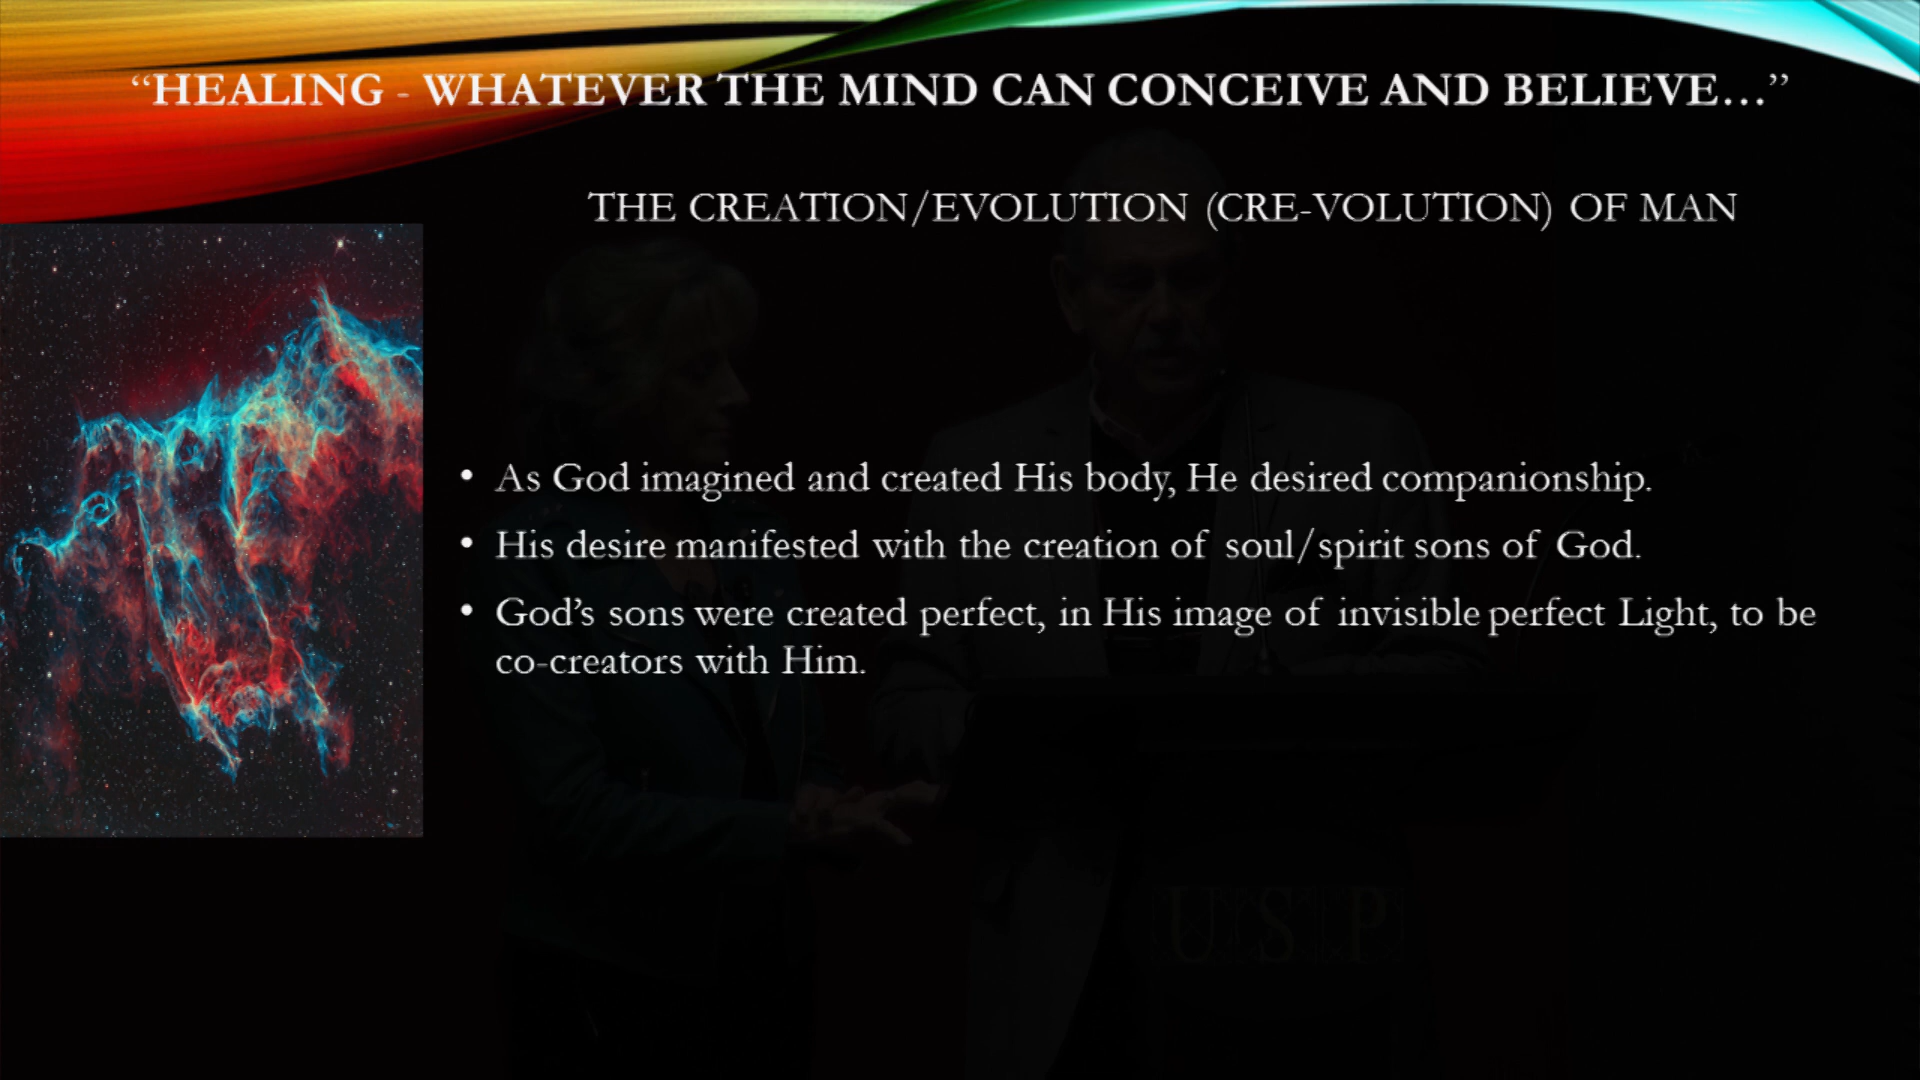 “HEALING - WHATEVER THE MIND CAN CONCEIVE AND BELIEVE…”
THE CREATION/EVOLUTION (CRE-VOLUTION) OF MAN
• As God imagined and created His body, He desired companionship.
• His desire manifested with the creation of soul/spirit sons of God.
• God’s sons were created perfect, in His image of invisible perfect Light, to be
co-creators with Him.
USP